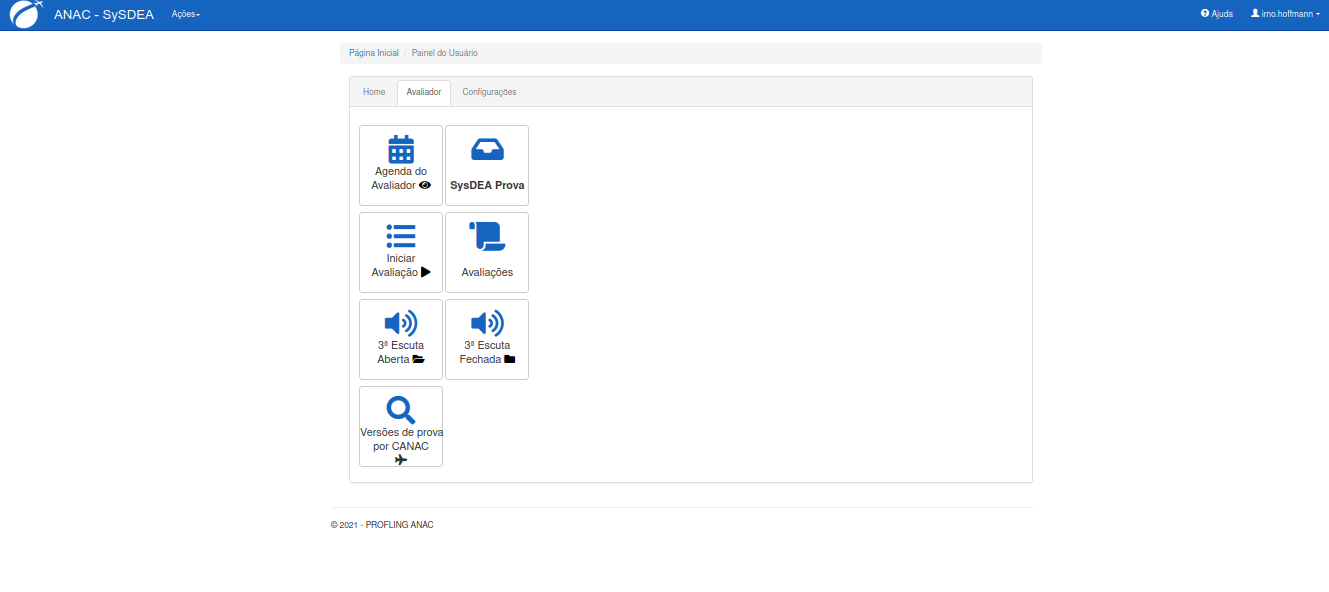 ANAC - SySDEA
Ações
Ajuda
irno.hoffmann
Página Inicial / Painel do Usuário
Home
Avaliador
Configurações
Agenda do
Avaliador
SysDEA Prova
Iniciar
Avaliação
Avaliações
3ª Escuta
Aberta
3ª Escuta
Fechada
Versões de prova
por CANAC
© 2021 - PROFLING ANAC